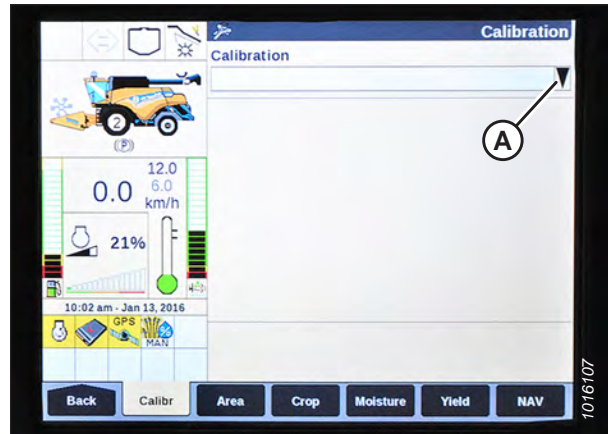 Calibration
Calibration
A
2
(P)
12.0
6.0
0.0
km/h
21%
F
10:02 am - Jan 13, 2016
GPS
MAN
Back
Calibr
Area
Crop
Moisture
Yield
NAV
1016107